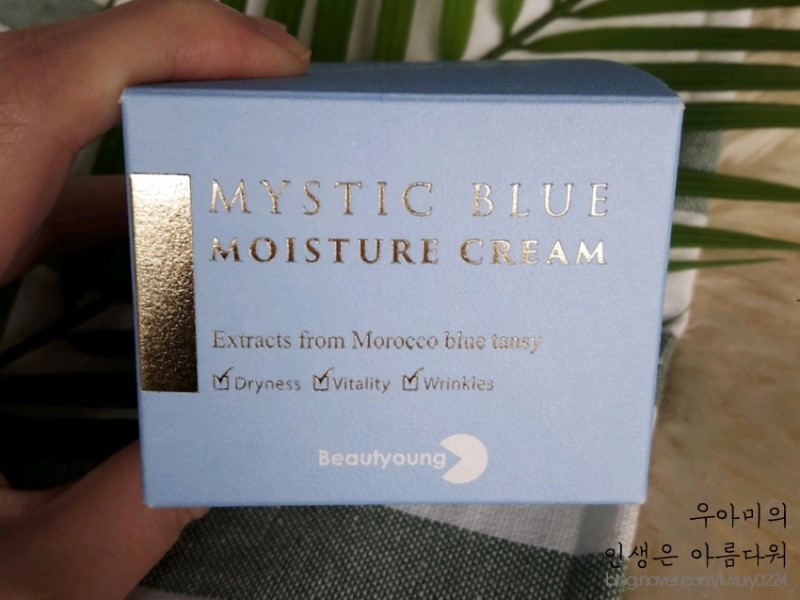 MYSTIC BLUE
MOISTURE CREAM
Extracts from Morocco blue tansy
Dryness Vitality Wrinkles
Beautyoung
우아미의
인생은 아름다워
blog.naver.com/luxury0224